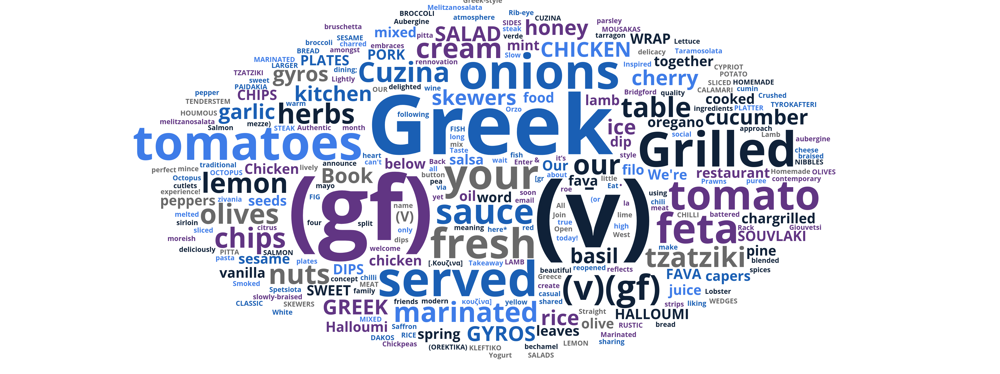 Greek-style
Melitzanosalata
BROCCOLI atmosphere Rib-eye CUZINA
Aubergine SIDES parsley
bruschetta mixed pitta SALAD steak verde honey MOUSAKAS
tarragon WRAP Lettuce
SESAME
broccoli charred embraces cream mint CHICKEN delicacy Taramosolata
BREAD amongst PORK Slow
MARINATED PLATES rennovation onions Inspired together CYPRIOT
LARGER dining; Cuzina POTATO
TZATZIKI gyros Lightly cherry SLICED HOMEMADE
sweet
PAIDAKIA OUR delighted wine CALAMARI cumin
pepper CHIPS kitchen skewers food lamb Bridgford quality cooked Crushed
TENDERSTEM warm Greek Orzo table ingredients PLATTER TYROKAFTERI
HOUMOUS garlic herbs following cucumber
melitzanosalata mezze) ice oregano
Salmon STEAK Authentic month FISH approach
tomatoes long dip Grilled social Lamb aubergine
mix
Taste cheese
heart style braised
can't below Back salsa wait fish Enter & it’s NIBBLES
traditional announce Our our
perfect mince OCTOPUS Chicken lively Book all your about filo We're restaurant Homemade OLIVES
button [gr fava little contemporary
Octopus lemon pea Prawns puree
cutlets mayo via Eat •
experience! (gf) yet soon roe using tomato
peppers zivania seeds FIG oil word email (v) (or la chili
name All meat
melted olives (V) sauce Join lime CHILLI battered chargrilled
sirloin four split true
citrus only meaning here* red Open high feta Rack Giouvetsi
sliced chips fresh West SOUVLAKI
moreish dips today!
deliciously PITTA SALMON welcome basil make tzatziki pine
pasta sesame plates chicken [.Κουζινα] Takeaway LAMB blended
vanilla nuts DIPS served beautiful reopened reflects FAVA capers spices
concept chilli Greece
Smoked MEAT create (v)(gf)
Spetsiota SWEET family casual juice Lobster
slowly-braised
CLASSIC SKEWERS GREEK friends modern κουζίνα] yellow shared strips liking WEDGES
White marinated rice Straight HALLOUMI
MIXED olive RUSTIC bread
Halloumi Saffron
DAKOS RICE spring GYROS leaves Marinated
Chickpeas LEMON sharing
(OREKTIKA) KLEFTIKO bechamel
Yogurt SALADS